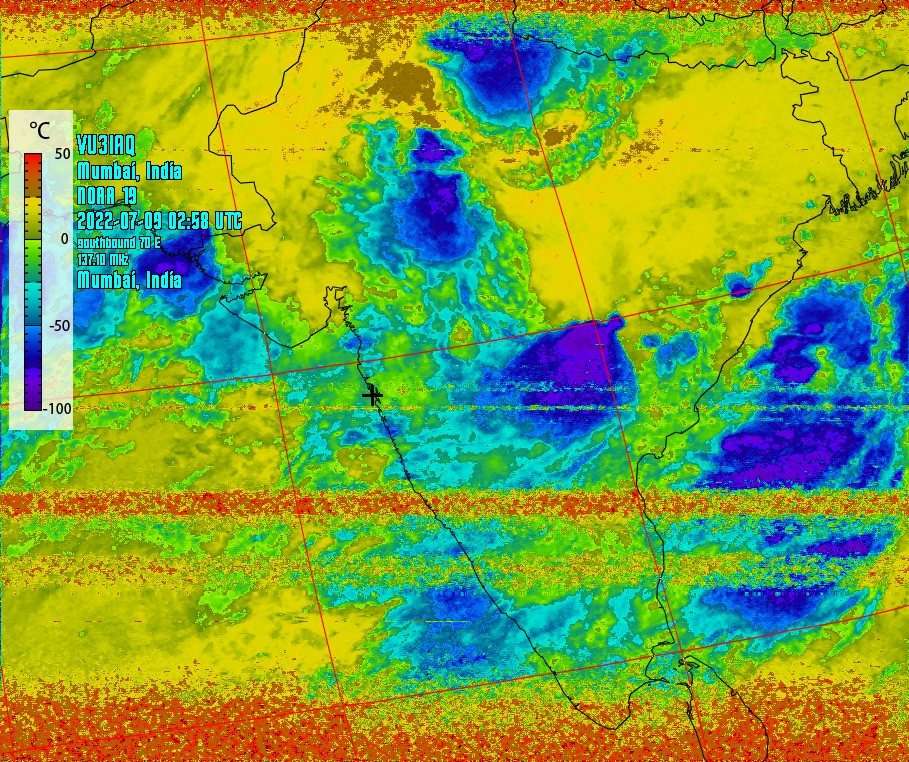 °C
50
0
-50
-100
VU3IAQ
Mumbai, India
NOAA 19
2022-07-09 02:58 UTC
southbound 70 E
137.10 MHz
Mumbai, India